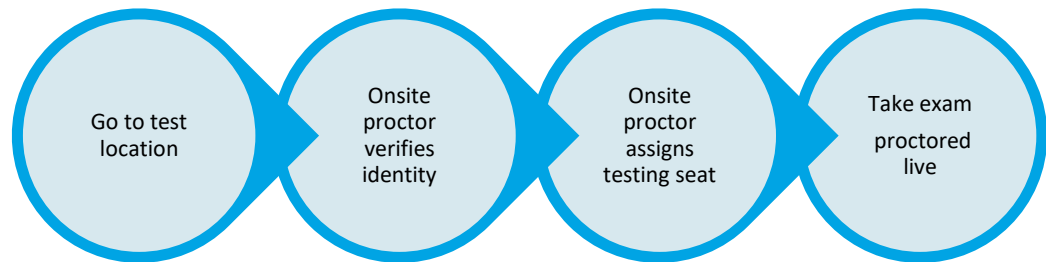 Go to test
location
Onsite
proctor
verifies
identity
Onsite
proctor
assigns
testing seat
Take exam
proctored
live